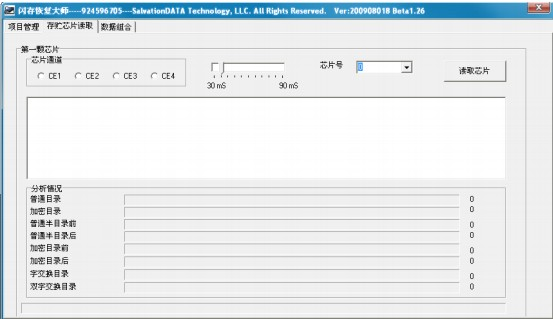 闪存恢复大师-----924596705---SalvationDATA Technology, LLC. All Rights Reserved. Ver:200908018 Beta1.26
项目管理 存贮芯片读取 数据组合
第一颗芯片
芯片通道
CE1 CE2 CE3 CE4
30 mS 90 mS
芯片号 0
读取芯片
分析情况
普通目录 0
加密目录 0
普通半目录前 0
普通半目录后 0
加密目录前 0
加密目录后 0
字交换目录 0
双字交换目录 0